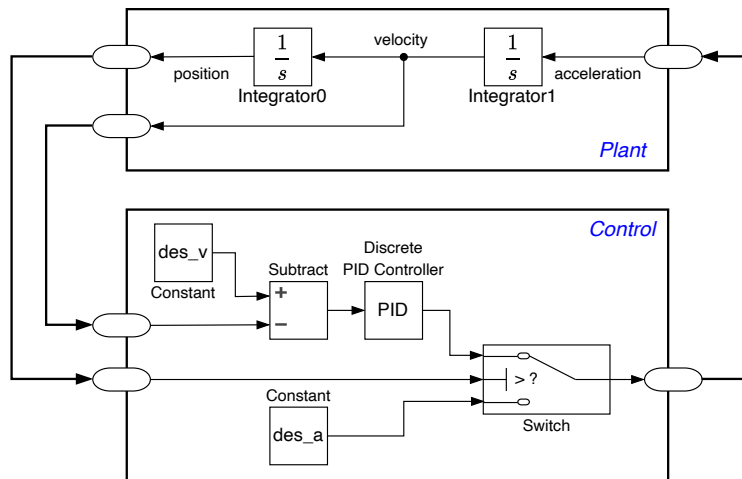 velocity
1
s
1
s
position
acceleration
Integrator0
Integrator1
Plant
Control
des_v
Constant
Subtract
Discrete
PID Controller
+
−
PID
> ?
Switch
Constant
des_a